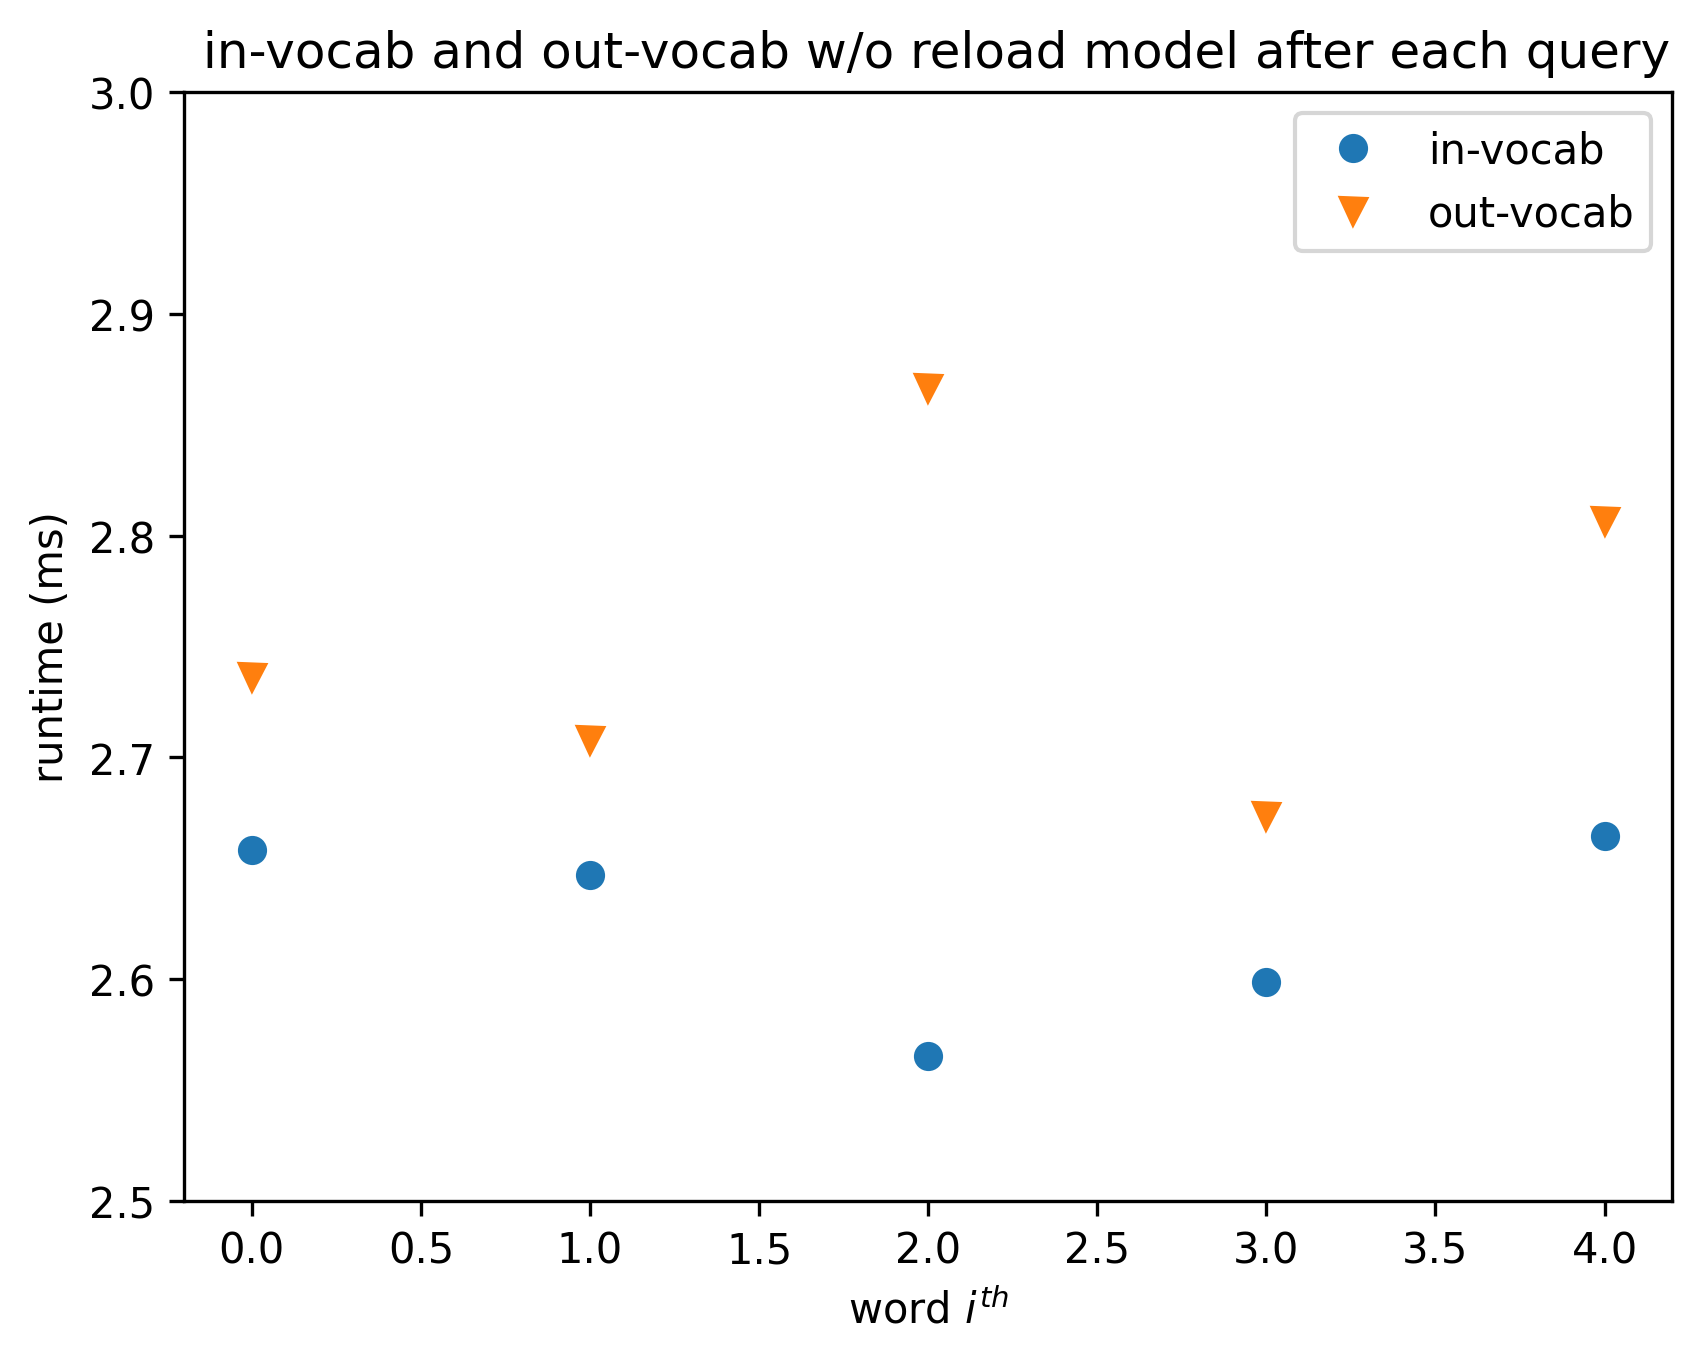 in-vocab and out-vocab w/o reload model after each query
3.0
in-vocab
out-vocab
2.9
2.8
runtime (ms)
2.7
2.6
2.5
0.0 0.5 1.0 1.5 2.0 2.5 3.0 3.5 4.0
word i^th